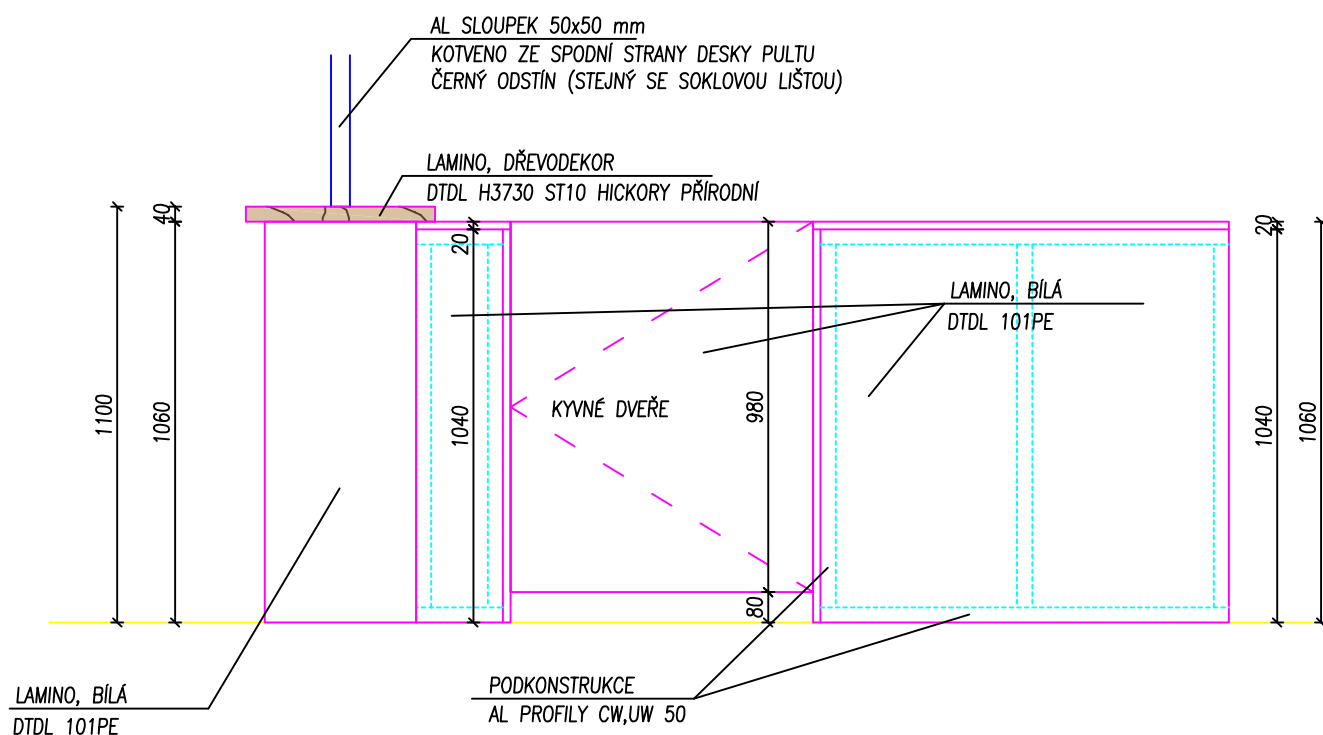 AL SLOUPEK 50x50 mm
KOTVENO ZE SPODNÍ STRANY DESKY PULTU
ČERNÝ ODSTÍN (STEJNÝ SE SOKLOVOU LIŠTOU)
LAMINO, DŘEVODEKOR
DTDL H3730 ST10 HICKORY PŘÍRODNÍ
40
20
20
LAMINO, BÍLÁ
DTDL 101PE
1100
1060
1040
KYVNÉ DVEŘE
980
1040
1060
80
LAMINO, BÍLÁ
DTDL 101PE
PODKONSTRUKCE
AL PROFILY CW,UW 50